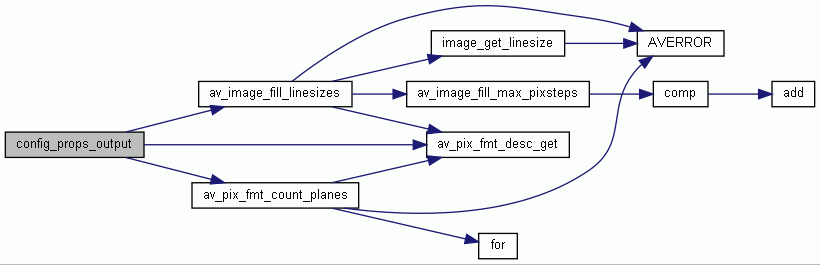 image_get_linesize
AVERROR
av_image_fill_linesizes
av_image_fill_max_pixsteps
comp
add
config_props_output
av_pix_fmt_desc_get
av_pix_fmt_count_planes
for